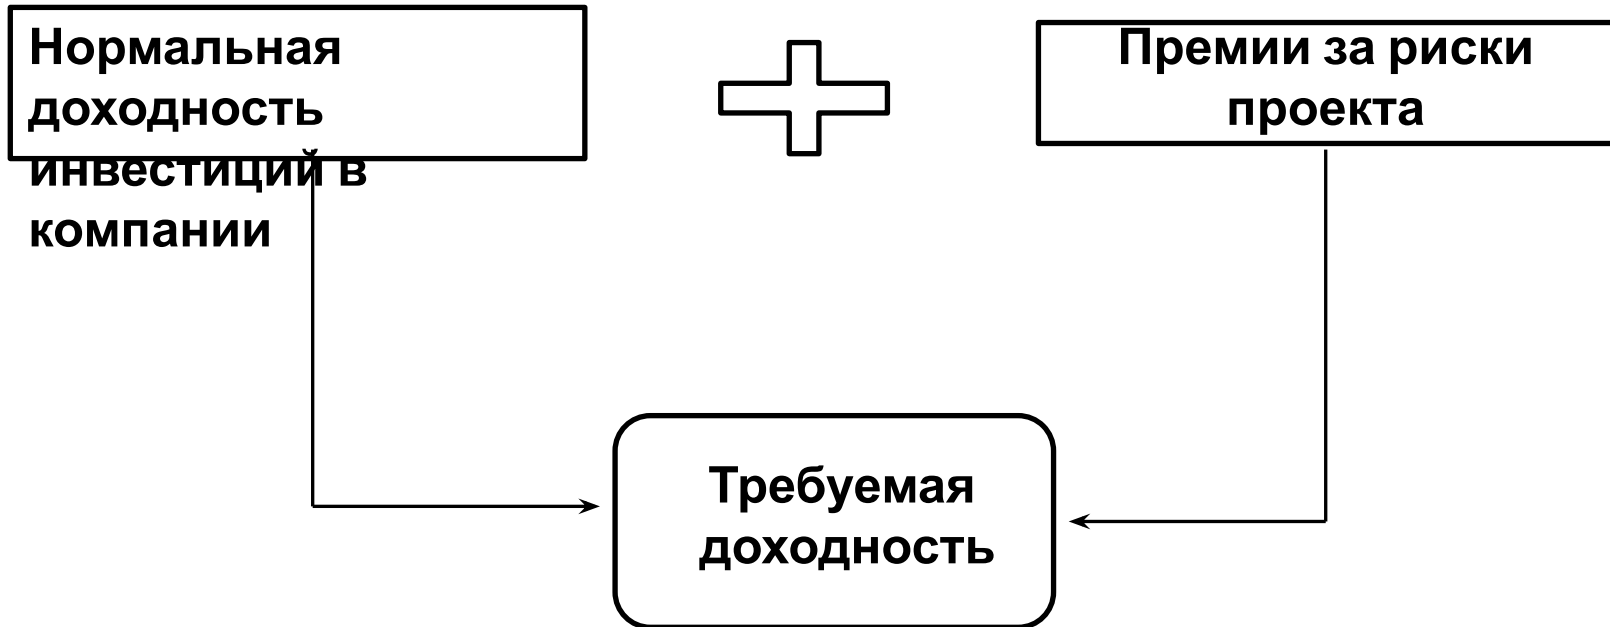 Нормальная
доходность
инвестиций в
компании
Премии за риски
проекта
Требуемая
доходность